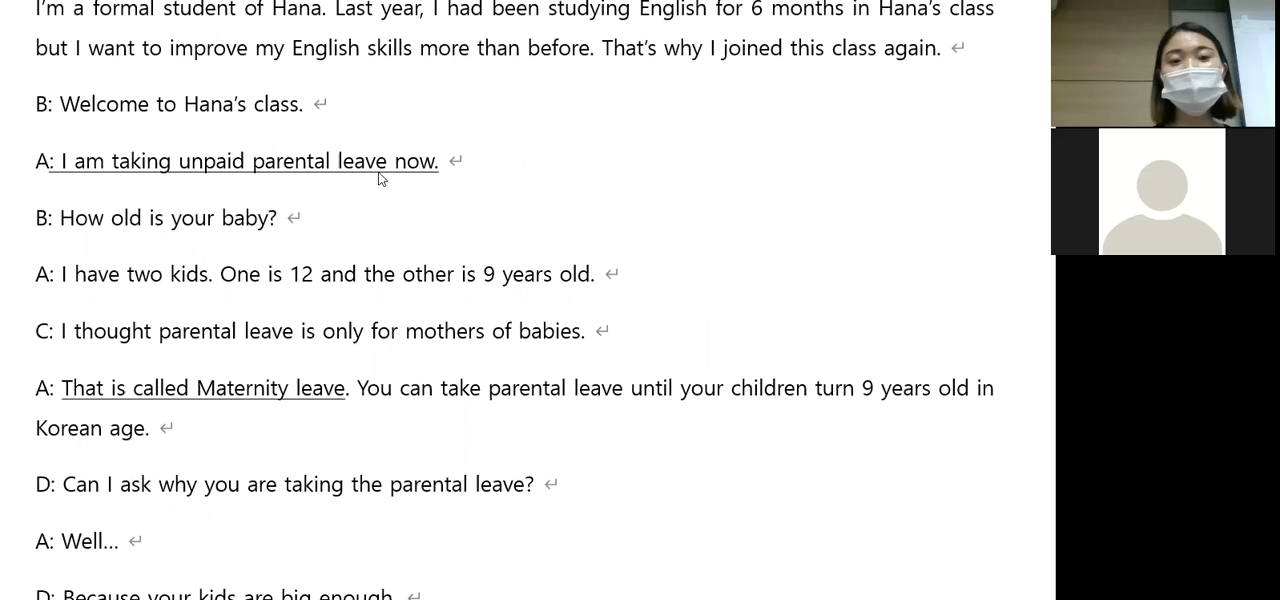 I'm a formal student of Hana. Last year, I had been studying English for 6 months in Hana's class
but I want to improve my English skills more than before. That's why I joined this class again.
B: Welcome to Hana's class.
A: I am taking unpaid parental leave now.
B: How old is your baby?
A: I have two kids. One is 12 and the other is 9 years old.
C: I thought parental leave is only for mothers of babies.
A: That is called Maternity leave. You can take parental leave until your children turn 9 years old in
Korean age.
D: Can I ask why you are taking the parental leave?
A: Well...
D: Because your kids are big enough.